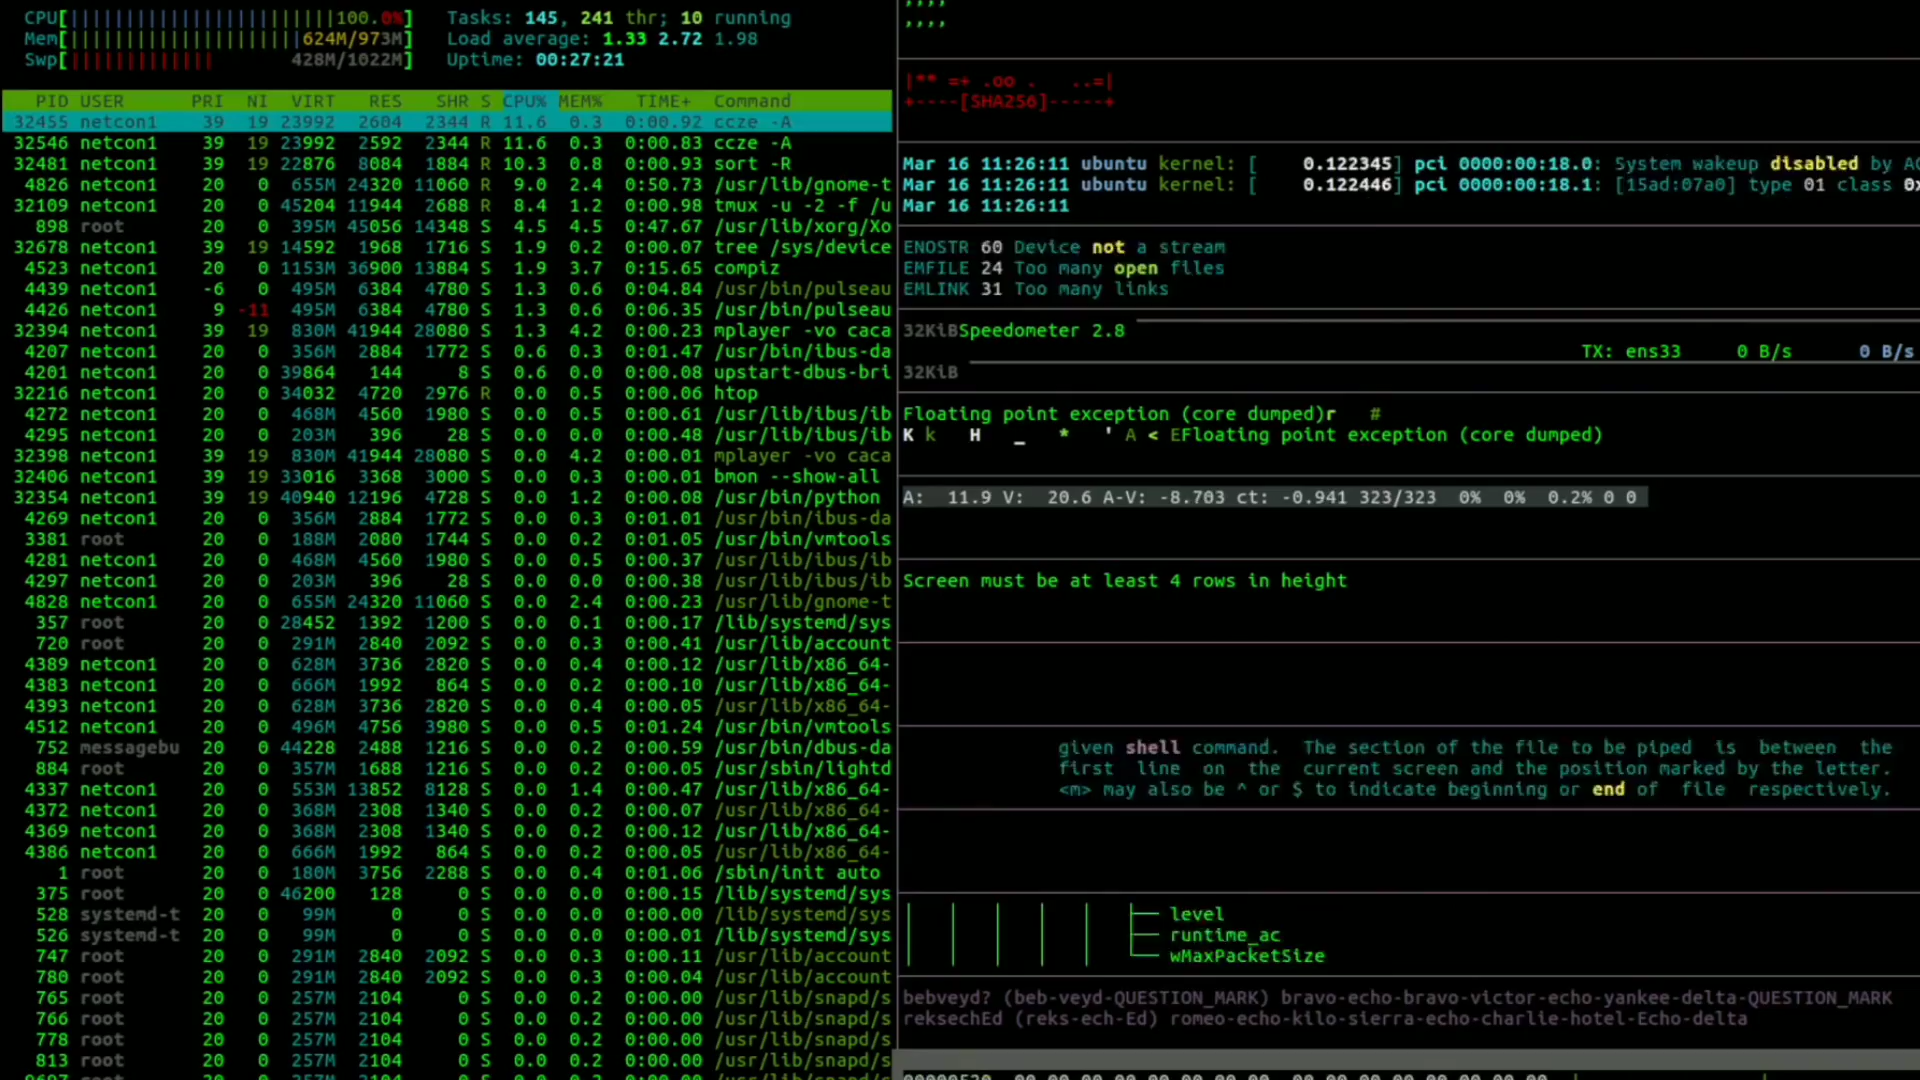 CPU[||||||||||||||||||||||||100.0%]
Mem[|||||||||||||||||||||624M/973M]
Swp[||||||||||||| 428M/1022M]
Tasks: 145, 241 thr; 10 running
Load average: 1.33 2.72 1.98
Uptime: 00:27:21
PID USER PRI NI VIRT RES SHR S CPU% MEM% TIME+ Command
32455 netcon1 39 19 23992 2604 2344 R 11.6 0.3 0:00.92 ccze -A
32546 netcon1 39 19 23992 2592 2344 R 11.6 0.3 0:00.83 ccze -A
32481 netcon1 39 19 22876 8084 1884 R 10.3 0.8 0:00.93 sort -R
4826 netcon1 20 0 655M 24320 11060 R 9.0 2.4 0:50.73 /usr/lib/gnome-t
32109 netcon1 20 0 45204 11944 2688 R 8.4 1.2 0:00.98 tmux -u -2 -f /u
898 root 20 0 395M 45056 14348 S 4.5 4.5 0:47.67 /usr/lib/xorg/Xo
32678 netcon1 39 19 14592 1968 1716 S 1.9 0.2 0:00.07 tree /sys/device
4523 netcon1 20 0 1153M 36900 13884 S 1.9 3.7 0:15.65 compiz
4439 netcon1 -6 0 495M 6384 4780 S 1.3 0.6 0:04.84 /usr/bin/pulseau
4426 netcon1 9 -11 495M 6384 4780 S 1.3 0.6 0:06.35 /usr/bin/pulseau
32394 netcon1 39 19 830M 41944 28080 S 1.3 4.2 0:00.23 mplayer -vo caca
4207 netcon1 20 0 356M 2884 1772 S 0.6 0.3 0:01.47 /usr/bin/ibus-da
4201 netcon1 20 0 39864 144 8 S 0.6 0.0 0:00.08 upstart-dbus-bri
32216 netcon1 20 0 34032 4720 2976 R 0.0 0.5 0:00.06 htop
4272 netcon1 20 0 468M 4560 1980 S 0.0 0.5 0:00.61 /usr/lib/ibus/ib
4295 netcon1 20 0 203M 396 28 S 0.0 0.0 0:00.48 /usr/lib/ibus/ib
32398 netcon1 39 19 830M 41944 28080 S 0.0 4.2 0:00.01 mplayer -vo caca
32406 netcon1 39 19 33016 3368 3000 S 0.0 0.3 0:00.01 bmon --show-all
32354 netcon1 39 19 40940 12196 4728 S 0.0 1.2 0:00.08 /usr/bin/python
4269 netcon1 20 0 356M 2884 1772 S 0.0 0.3 0:01.01 /usr/bin/ibus-da
3381 root 20 0 188M 2080 1744 S 0.0 0.2 0:01.05 /usr/bin/vmtools
4281 netcon1 20 0 468M 4560 1980 S 0.0 0.5 0:00.37 /usr/lib/ibus/ib
4297 netcon1 20 0 203M 396 28 S 0.0 0.0 0:00.38 /usr/lib/ibus/ib
4828 netcon1 20 0 655M 24320 11060 S 0.0 2.4 0:00.23 /usr/lib/gnome-t
357 root 20 0 28452 1392 1200 S 0.0 0.1 0:00.17 /lib/systemd/sys
720 root 20 0 291M 2840 2092 S 0.0 0.3 0:00.41 /usr/lib/account
4389 netcon1 20 0 628M 3736 2820 S 0.0 0.4 0:00.12 /usr/lib/x86_64-
4383 netcon1 20 0 666M 1992 864 S 0.0 0.2 0:00.10 /usr/lib/x86_64-
4393 netcon1 20 0 628M 3736 2820 S 0.0 0.4 0:00.05 /usr/lib/x86_64-
4512 netcon1 20 0 496M 4756 3980 S 0.0 0.5 0:01.24 /usr/bin/vmtools
752 messagebu 20 0 44228 2488 1216 S 0.0 0.2 0:00.59 /usr/bin/dbus-da
884 root 20 0 357M 1688 1216 S 0.0 0.2 0:00.05 /usr/sbin/lightd
4337 netcon1 20 0 553M 13852 8128 S 0.0 1.4 0:00.47 /usr/lib/x86_64-
4372 netcon1 20 0 368M 2308 1340 S 0.0 0.2 0:00.07 /usr/lib/x86_64-
4369 netcon1 20 0 368M 2308 1340 S 0.0 0.2 0:00.12 /usr/lib/x86_64-
4386 netcon1 20 0 666M 1992 864 S 0.0 0.2 0:00.05 /usr/lib/x86_64-
1 root 20 0 180M 3756 2288 S 0.0 0.4 0:01.06 /sbin/init auto
375 root 20 0 46200 128 0 S 0.0 0.0 0:00.15 /lib/systemd/sys
528 systemd-t 20 0 99M 0 0 S 0.0 0.0 0:00.00 /lib/systemd/sys
526 systemd-t 20 0 99M 0 0 S 0.0 0.0 0:00.01 /lib/systemd/sys
747 root 20 0 291M 2840 2092 S 0.0 0.3 0:00.11 /usr/lib/account
780 root 20 0 291M 2840 2092 S 0.0 0.3 0:00.04 /usr/lib/account
765 root 20 0 257M 2104 0 S 0.0 0.2 0:00.00 /usr/lib/snapd/s
766 root 20 0 257M 2104 0 S 0.0 0.2 0:00.00 /usr/lib/snapd/s
778 root 20 0 257M 2104 0 S 0.0 0.2 0:00.00 /usr/lib/snapd/s
813 root 20 0 257M 2104 0 S 0.0 0.2 0:00.00 /usr/lib/snapd/s
,,,,
,,,,
|** =+ .oo . ..=|
+----[SHA256]-----+
Mar 16 11:26:11 ubuntu kernel: [ 0.122345] pci 0000:00:18.0: System wakeup disabled by AC
Mar 16 11:26:11 ubuntu kernel: [ 0.122446] pci 0000:00:18.1: [15ad:07a0] type 01 class 0x
Mar 16 11:26:11
ENOSTR 60 Device not a stream
EMFILE 24 Too many open files
EMLINK 31 Too many links
32KiBSpeedometer 2.8
TX: ens33 0 B/s 0 B/s
32KiB
Floating point exception (core dumped)r #
K k H _ * ' A < EFloating point exception (core dumped)
A: 11.9 V: 20.6 A-V: -8.703 ct: -0.941 323/323 0% 0% 0.2% 0 0
Screen must be at least 4 rows in height
given shell command. The section of the file to be piped is between the
first line on the current screen and the position marked by the letter.
<m> may also be ^ or $ to indicate beginning or end of file respectively.
│ │ │ │ │ ├── level
│ │ │ │ │ ├── runtime_ac
│ │ │ │ │ └── wMaxPacketSize
bebveyd? (beb-veyd-QUESTION_MARK) bravo-echo-bravo-victor-echo-yankee-delta-QUESTION_MARK
reksechEd (reks-ech-Ed) romeo-echo-kilo-sierra-echo-charlie-hotel-Echo-delta